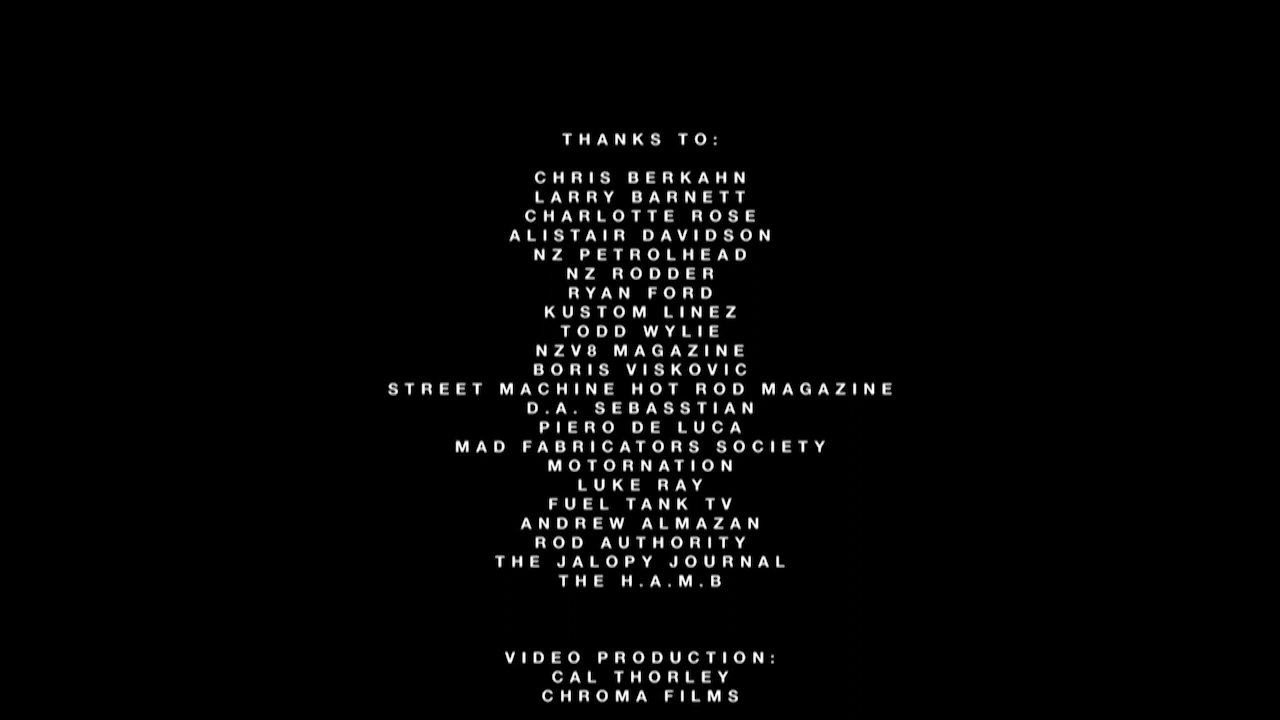 THANKS TO:
CHRIS BERKAHN
LARRY BARNETT
CHARLOTTE ROSE
ALISTAIR DAVIDSON
NZ PETROLHEAD
NZ RODDER
RYAN FORD
KUSTOM LINEZ
TODD WYLIE
NZV8 MAGAZINE
BORIS VISKOVIC
STREET MACHINE HOT ROD MAGAZINE
D.A. SEBASSTIAN
PIERO DE LUCA
MAD FABRICATORS SOCIETY
MOTORNATION
LUKE RAY
FUEL TANK TV
ANDREW ALMAZAN
ROD AUTHORITY
THE JALOPY JOURNAL
THE H.A.M.B
VIDEO PRODUCTION:
CAL THORLEY
CHROMA FILMS